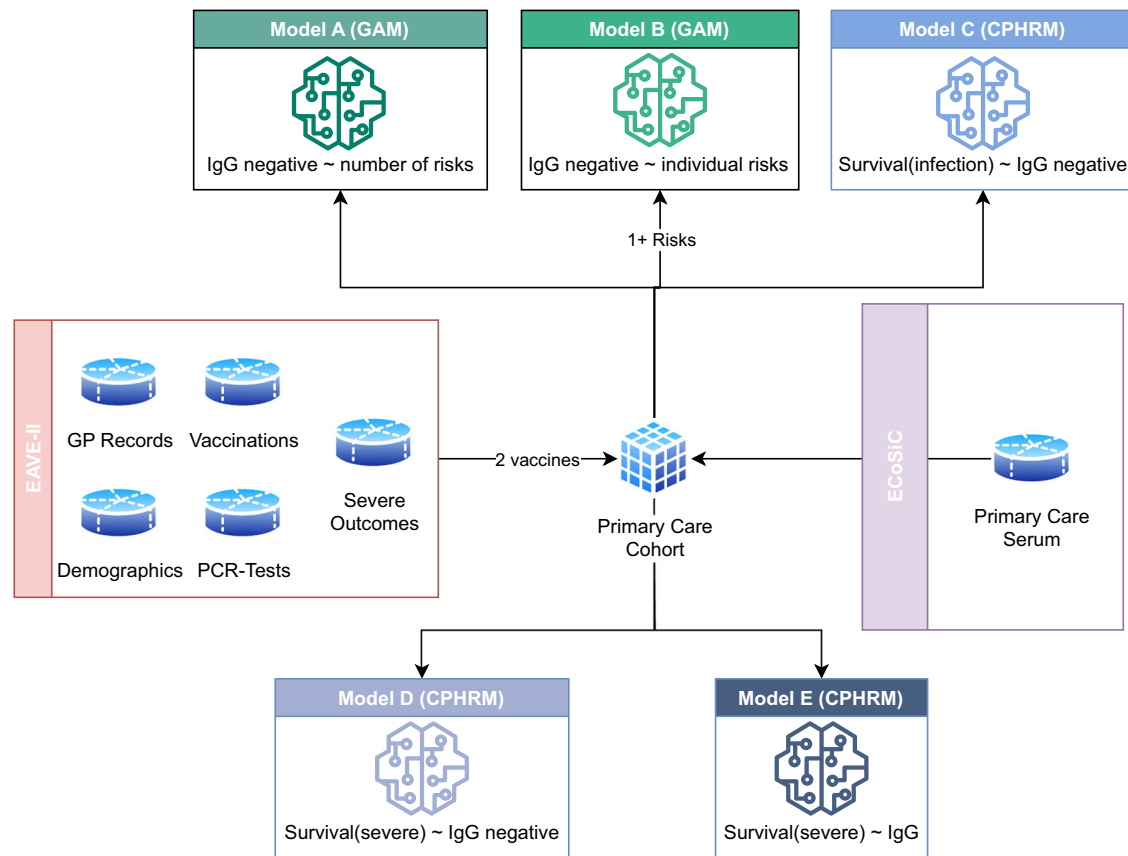 Model A (GAM)
IgG negative ~ number of risks
Model B (GAM)
IgG negative ~ individual risks
Model C (CPHRM)
Survival(infection) ~ IgG negative
1+ Risks
EAVE-II
GP Records
Vaccinations
Demographics
PCR-Tests
Severe
Outcomes
2 vaccines
Primary Care
Cohort
ECoSiC
Primary Care
Serum
Model D (CPHRM)
Survival(severe) ~ IgG negative
Model E (CPHRM)
Survival(severe) ~ IgG